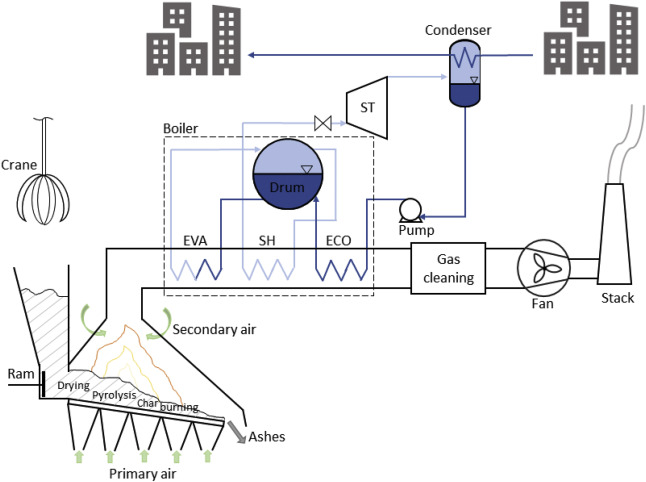 Condenser
ST
Boiler
Crane
Drum
Pump
EVA
SH
ECO
Gas
cleaning
Fan
Stack
Secondary air
Ram
Drying
Pyrolysis
Char burning
Ashes
Primary air